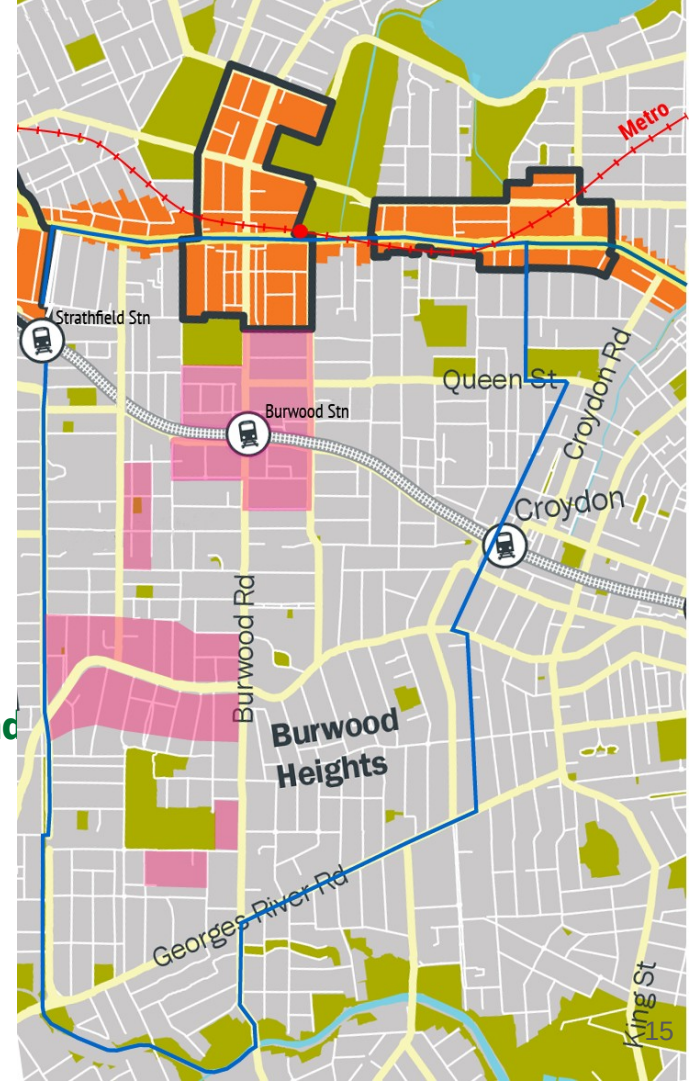 Metro
Strathfield Stn
Queen St
Croydon Rd
Burwood Stn
Croydon
Burwood Rd
Burwood
Heights
Georges River Rd
King St
15